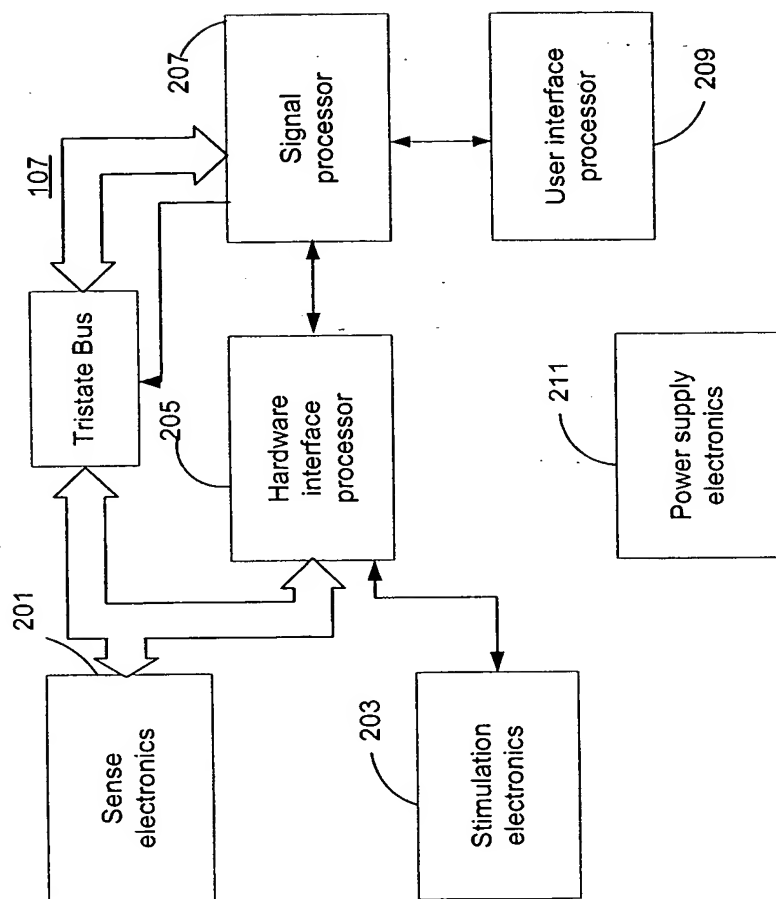 201
107
Sense
electronics
Tristate Bus
207
Signal
processor
205
Hardware
interface
processor
203
Stimulation
electronics
User interface
processor
209
211
Power supply
electronics